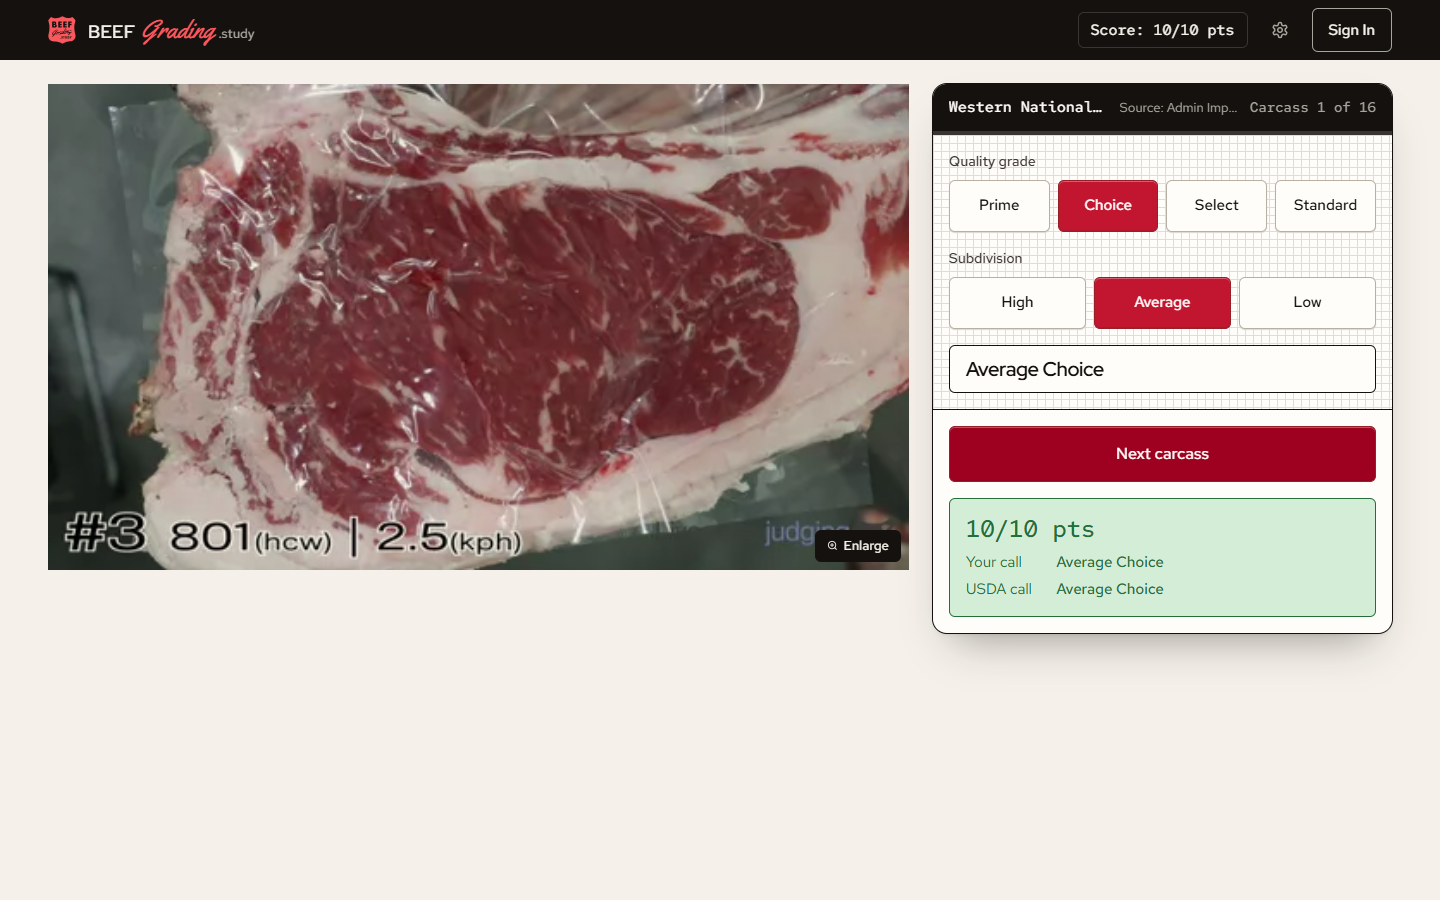 BEEF Grading.study
Score: 10/10 pts
Sign In
#3 801(hcw) | 2.5(kph)
Enlarge
Western National…
Source: Admin Imp…
Carcass 1 of 16
Quality grade
Prime
Choice
Select
Standard
Subdivision
High
Average
Low
Average Choice
Next carcass
10/10 pts
Your call Average Choice
USDA call Average Choice